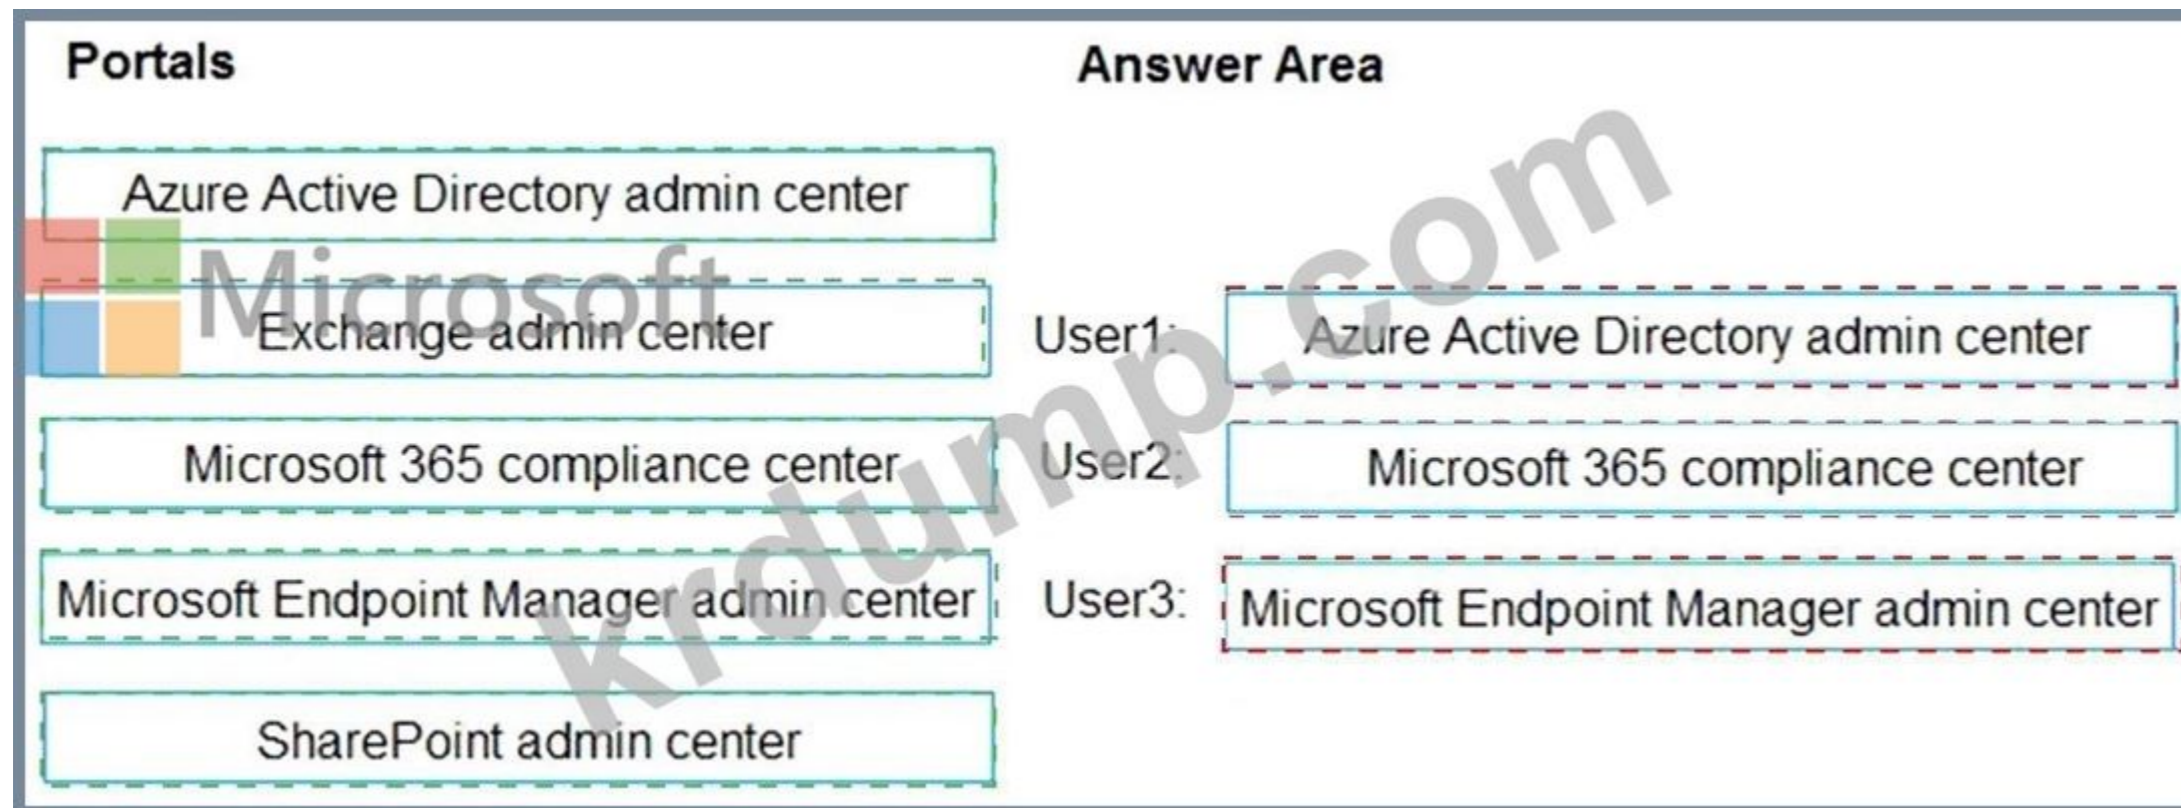 Portals
Azure Active Directory admin center
Exchange admin center
Microsoft 365 compliance center
Microsoft Endpoint Manager admin center
SharePoint admin center
Answer Area
User1:
Azure Active Directory admin center
User2:
Microsoft 365 compliance center
User3:
Microsoft Endpoint Manager admin center
Microsoft
krdump.com